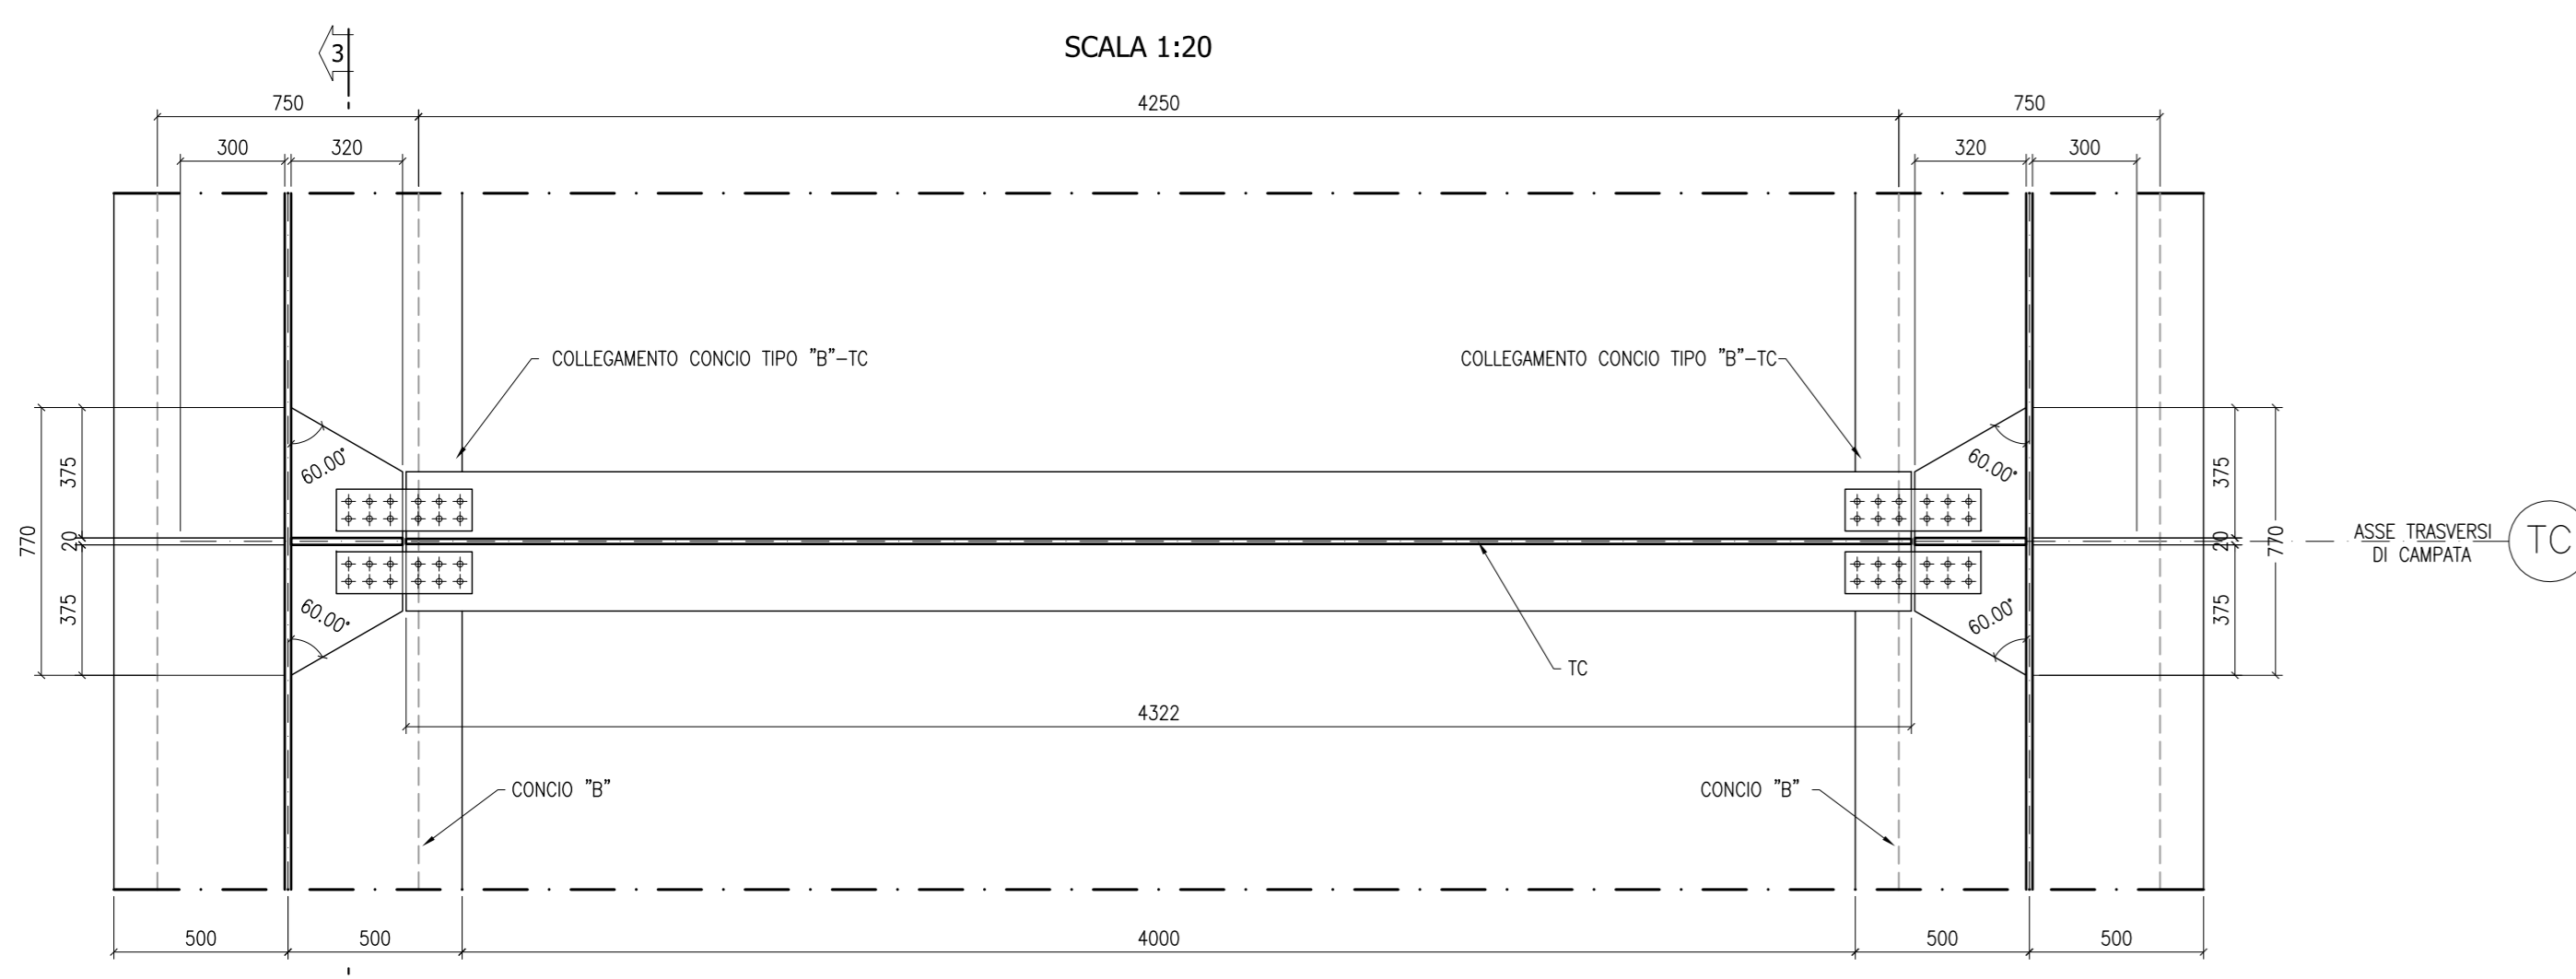 SCALA 1:20
3
750
4250
750
300
320
320
300
COLLEGAMENTO CONCIO TIPO "B"-TC
COLLEGAMENTO CONCIO TIPO "B"-TC
60.00°
60.00°
375
375
770
20
20
770
ASSE TRASVERSI
DI CAMPATA
TC
375
375
60.00°
60.00°
TC
4322
CONCIO "B"
CONCIO "B"
500
500
4000
500
500